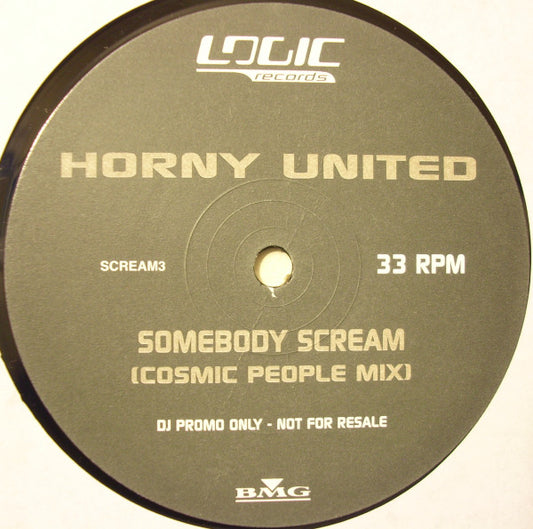 LOGIC
records
HORNY UNITED
SCREAM3
33 RPM
SOMEBODY SCREAM
(COSMIC PEOPLE MIX)
DJ PROMO ONLY - NOT FOR RESALE
BMG